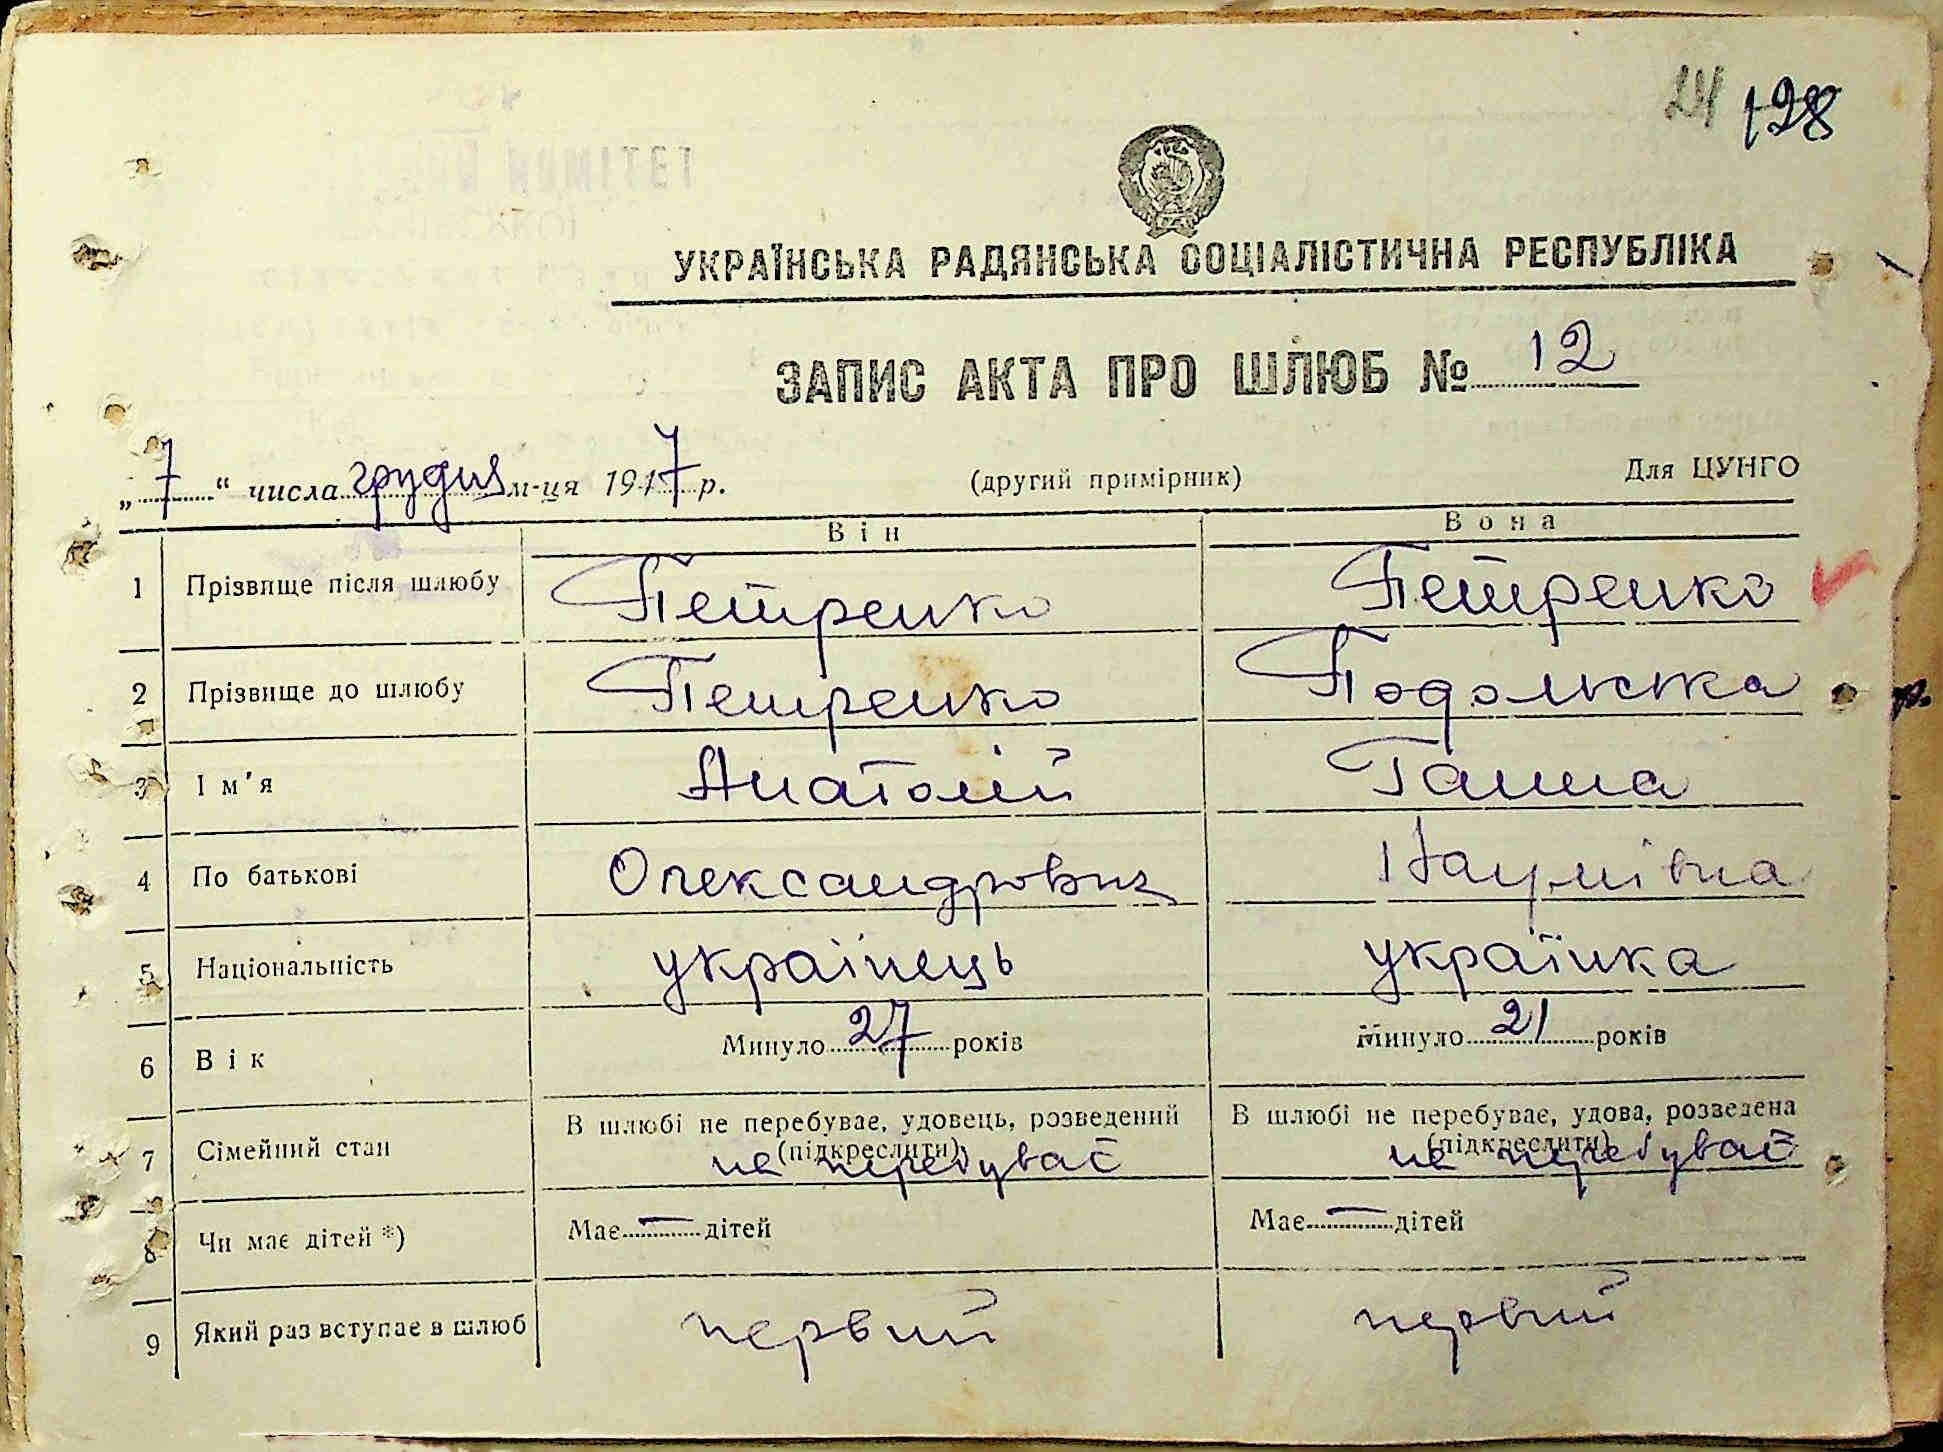 24 128
УКРАЇНСЬКА РАДЯНСЬКА СОЦІАЛІСТИЧНА РЕСПУБЛІКА
ЗАПИС АКТА ПРО ШЛЮБ № 12
„ 7 “ числа грудня м-ця 1947 р. (другий примірник) Для ЦУНГО
Він Вона
1 Прізвище після шлюбу Петренко Петренко
2 Прізвище до шлюбу Петренко Подольська
3 Ім'я Анатолій Ганна
4 По батькові Олександрович Наумівна
5 Національність українець українка
6 Вік Минуло 27 років Минуло 21 років
7 Сімейний стан В шлюбі не перебуває, удовець, розведений (підкреслити) не перебуває В шлюбі не перебуває, удова, розведена (підкреслити) не перебуває
8 Чи має дітей *) Має — дітей Має — дітей
9 Який раз вступає в шлюб первий первий